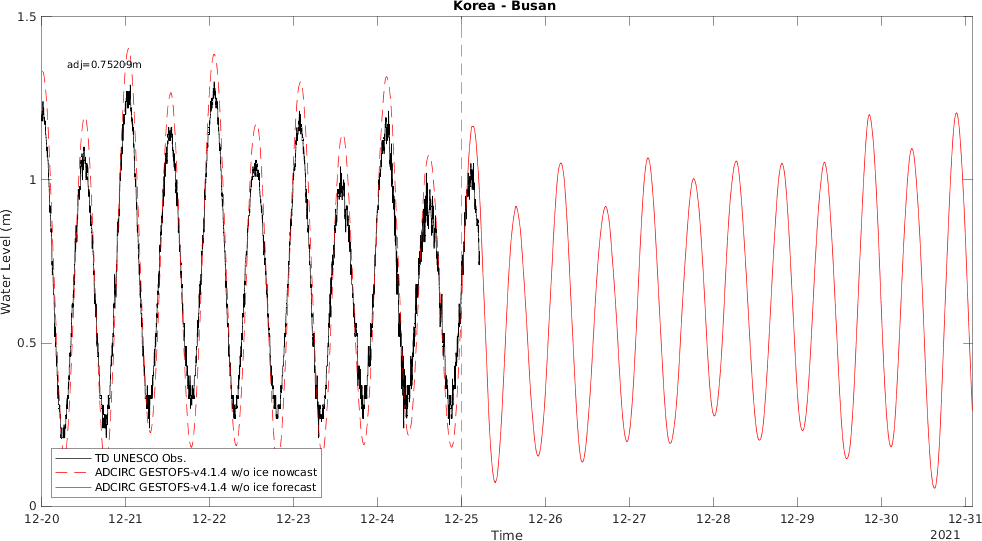 Korea - Busan
1.5
adj=0.75209m
1
Water Level (m)
0.5
TD UNESCO Obs.
ADCIRC GESTOFS-v4.1.4 w/o ice nowcast
ADCIRC GESTOFS-v4.1.4 w/o ice forecast
0
12-20 12-21 12-22 12-23 12-24 12-25 12-26 12-27 12-28 12-29 12-30 12-31
Time
2021